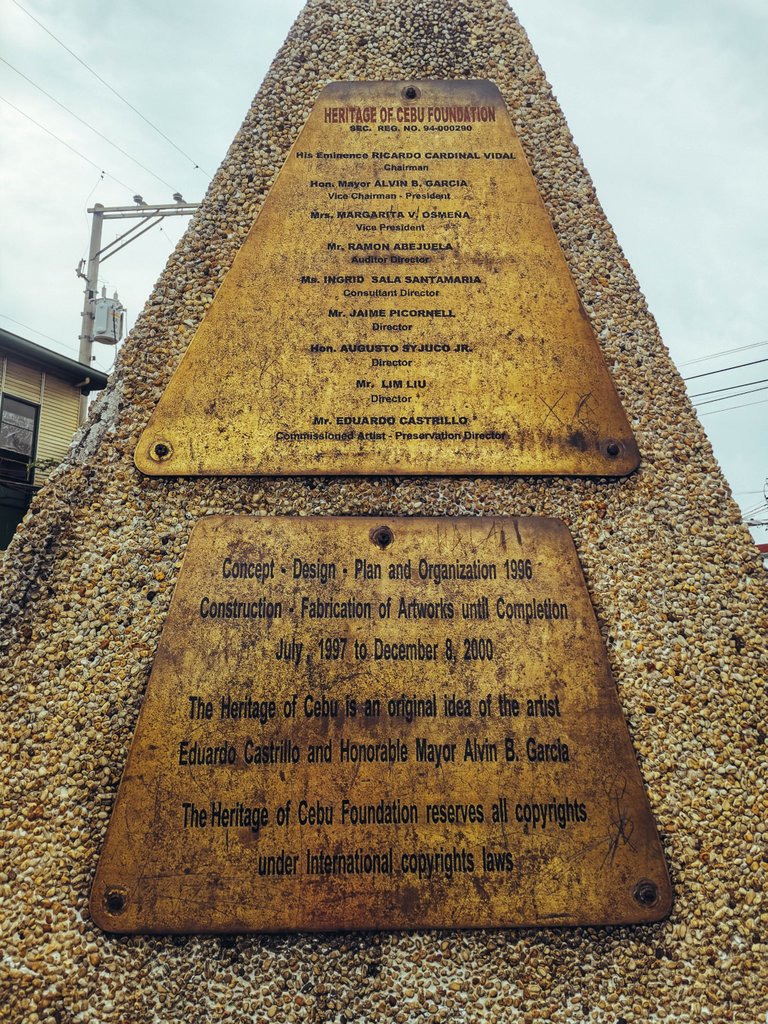 HERITAGE OF CEBU FOUNDATION
SEC. REG. NO. 94-000290
His Eminence RICARDO CARDINAL VIDAL
Chairman
Hon. Mayor ALVIN B. GARCIA
Vice Chairman - President
Mrs. MARGARITA V. OSMEÑA
Vice President
Mr. RAMON ABEJUELA
Auditor Director
Ms. INGRID SALA SANTAMARIA
Consultant Director
Mr. JAIME PICORNELL
Director
Hon. AUGUSTO SYJUCO JR.
Director
Mr. LIM LIU
Director
Mr. EDUARDO CASTRILLO
Commissioned Artist - Preservation Director
Concept - Design - Plan and Organization 1996
Construction - Fabrication of Artworks until Completion
July , 1997 to December 8, 2000
The Heritage of Cebu is an original idea of the artist
Eduardo Castrillo and Honorable Mayor Alvin B. Garcia
The Heritage of Cebu Foundation reserves all copyrights
under International copyrights laws